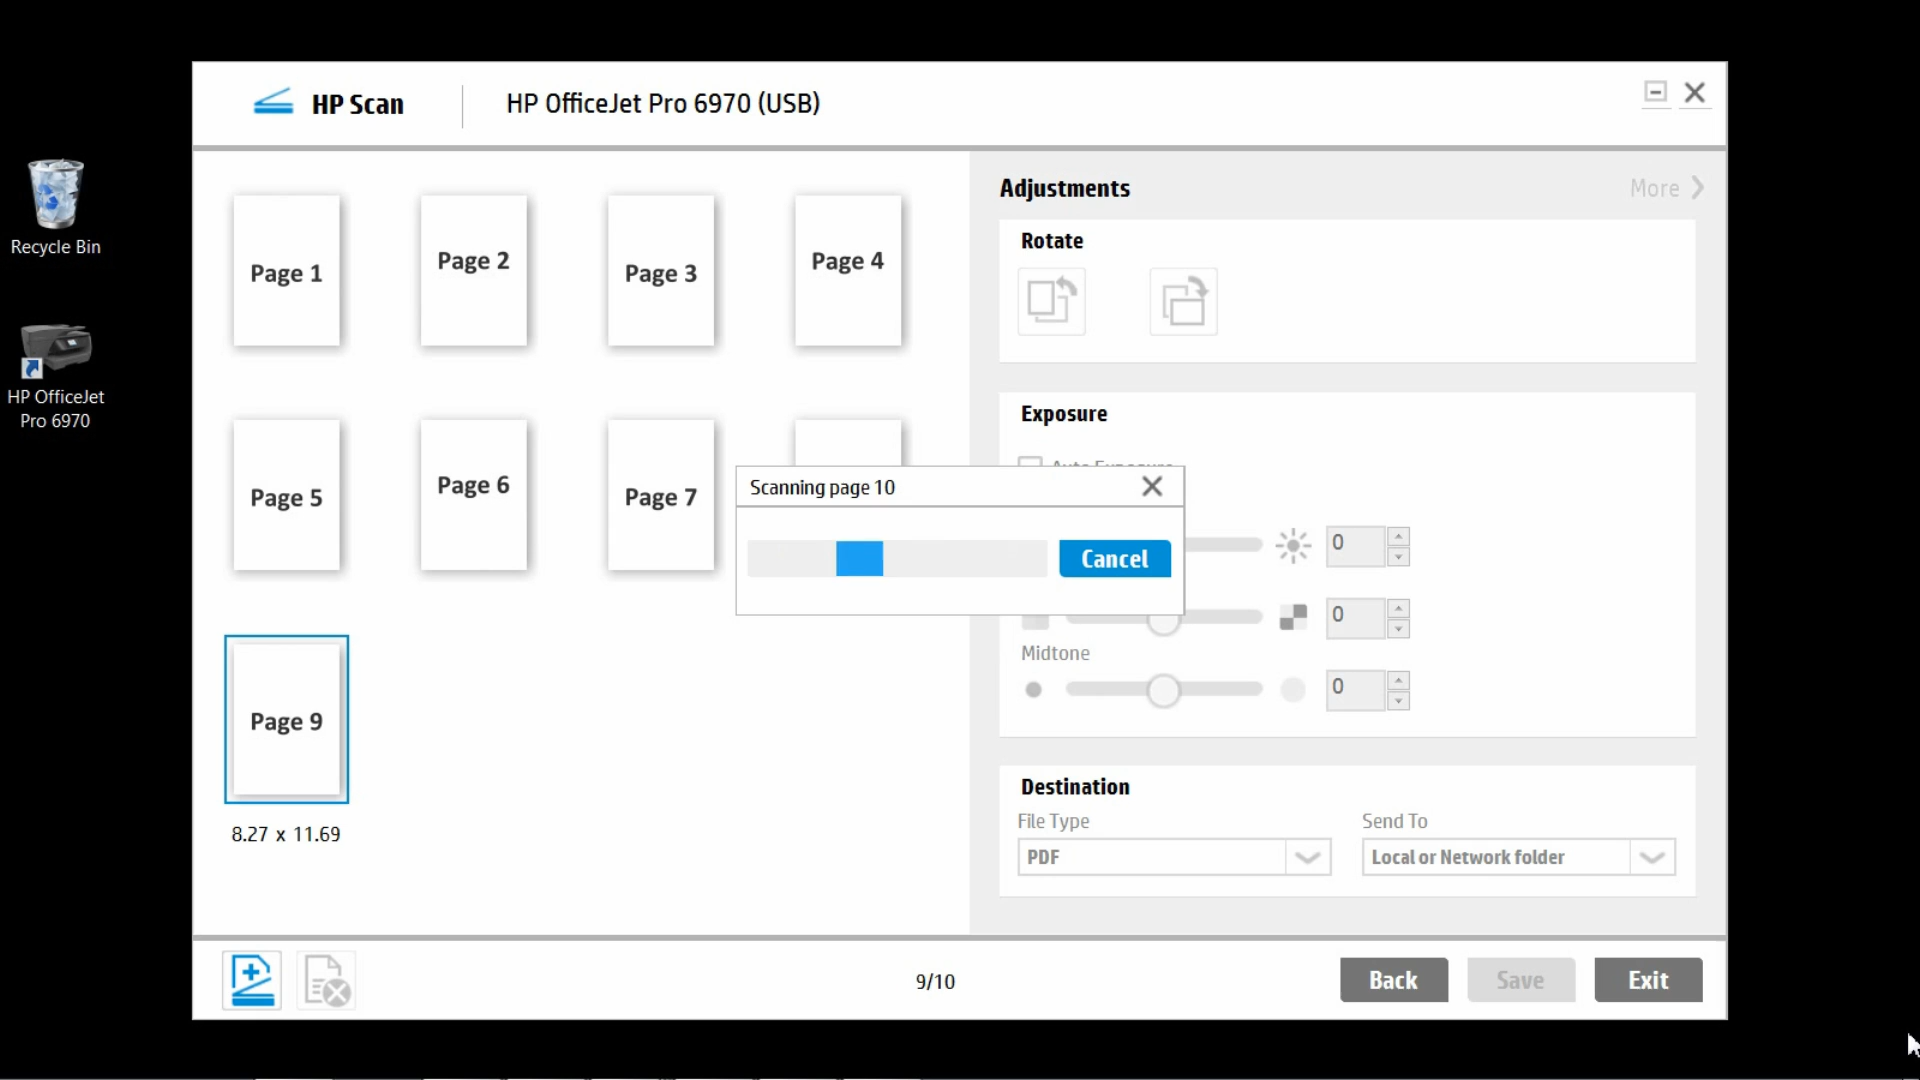 HP Scan
HP OfficeJet Pro 6970 (USB)
Recycle Bin
HP OfficeJet
Pro 6970
Page 1
Page 2
Page 3
Page 4
Page 5
Page 6
Page 7
Page 9
8.27 x 11.69
Scanning page 10
Cancel
Adjustments
More
Rotate
Exposure
Auto Exposure
0
0
Midtone
0
Destination
File Type
Send To
PDF
Local or Network folder
9/10
Back
Save
Exit